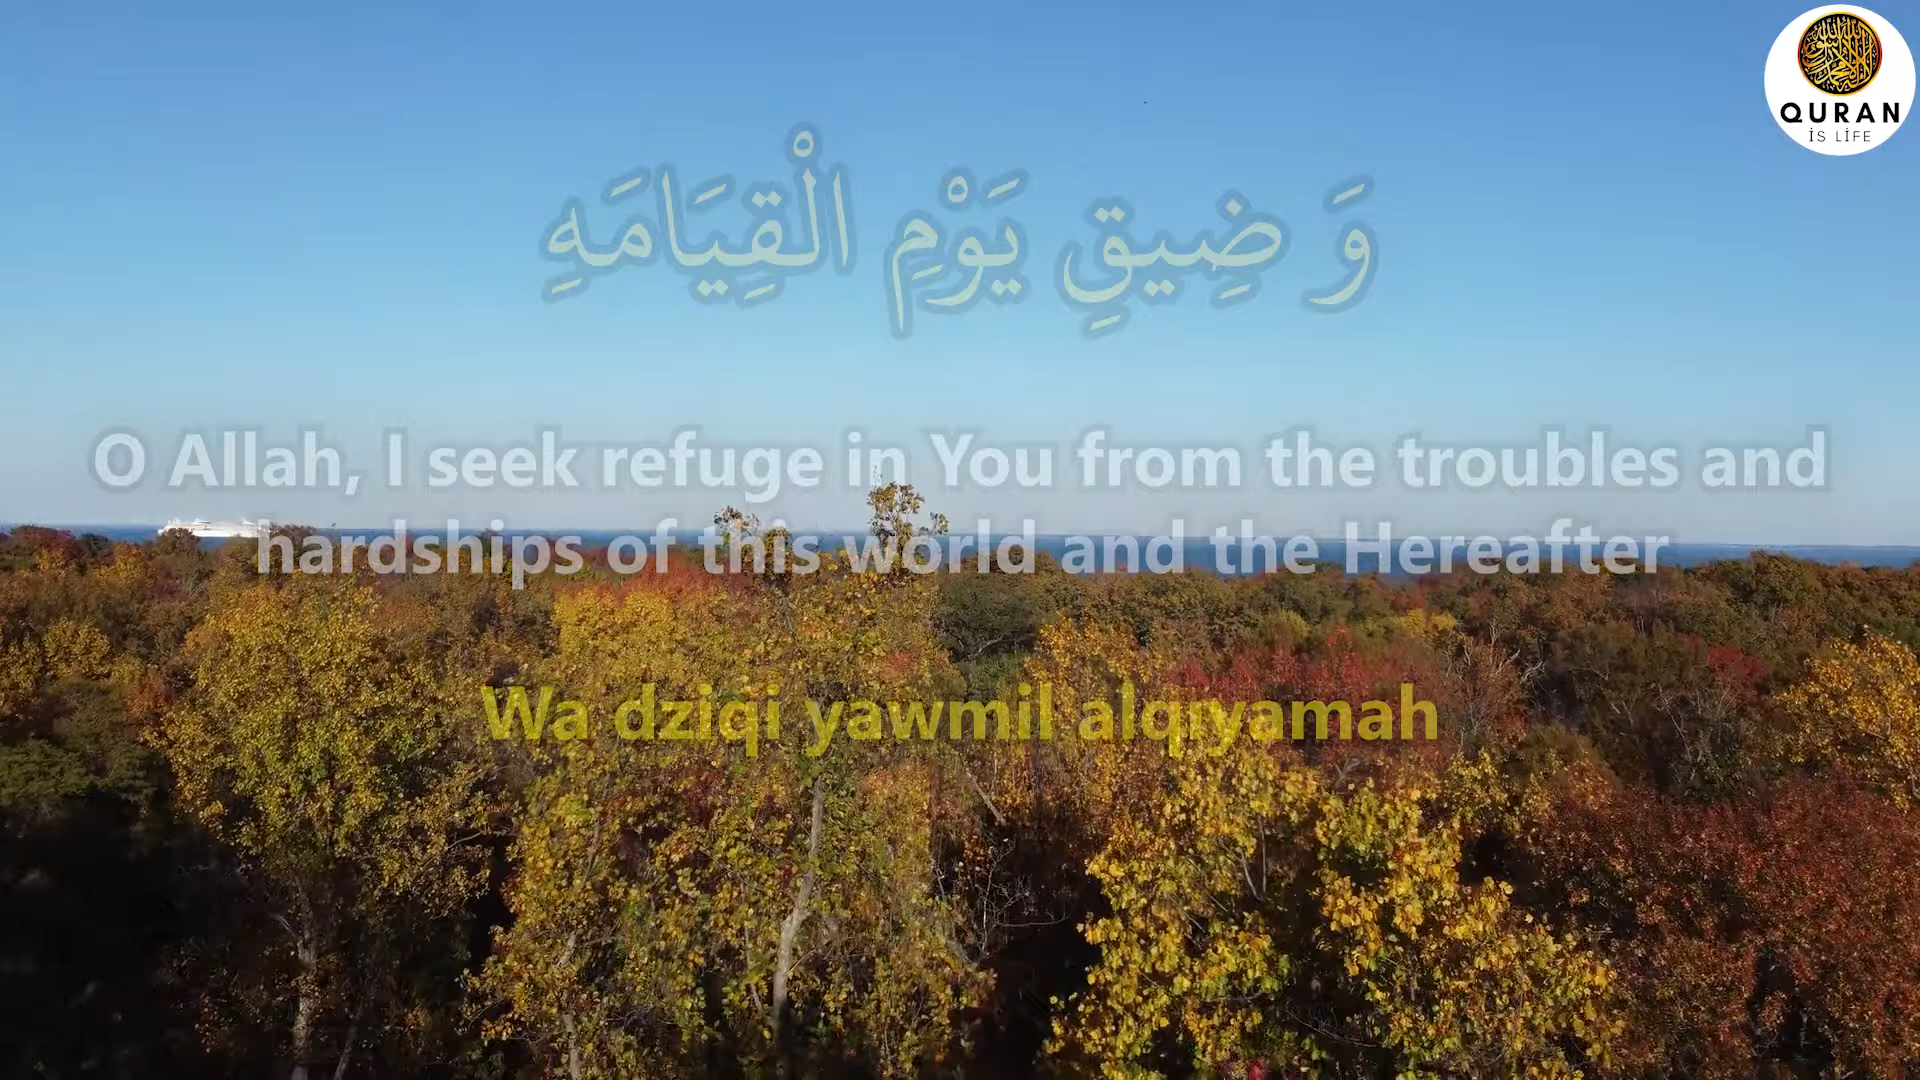 وَ ضِيقِ يَوْمِ الْقِيَامَهِ
O Allah, I seek refuge in You from the troubles and
hardships of this world and the Hereafter
Wa dziqi yawmil alqiyamah
QURAN
İS LİFE